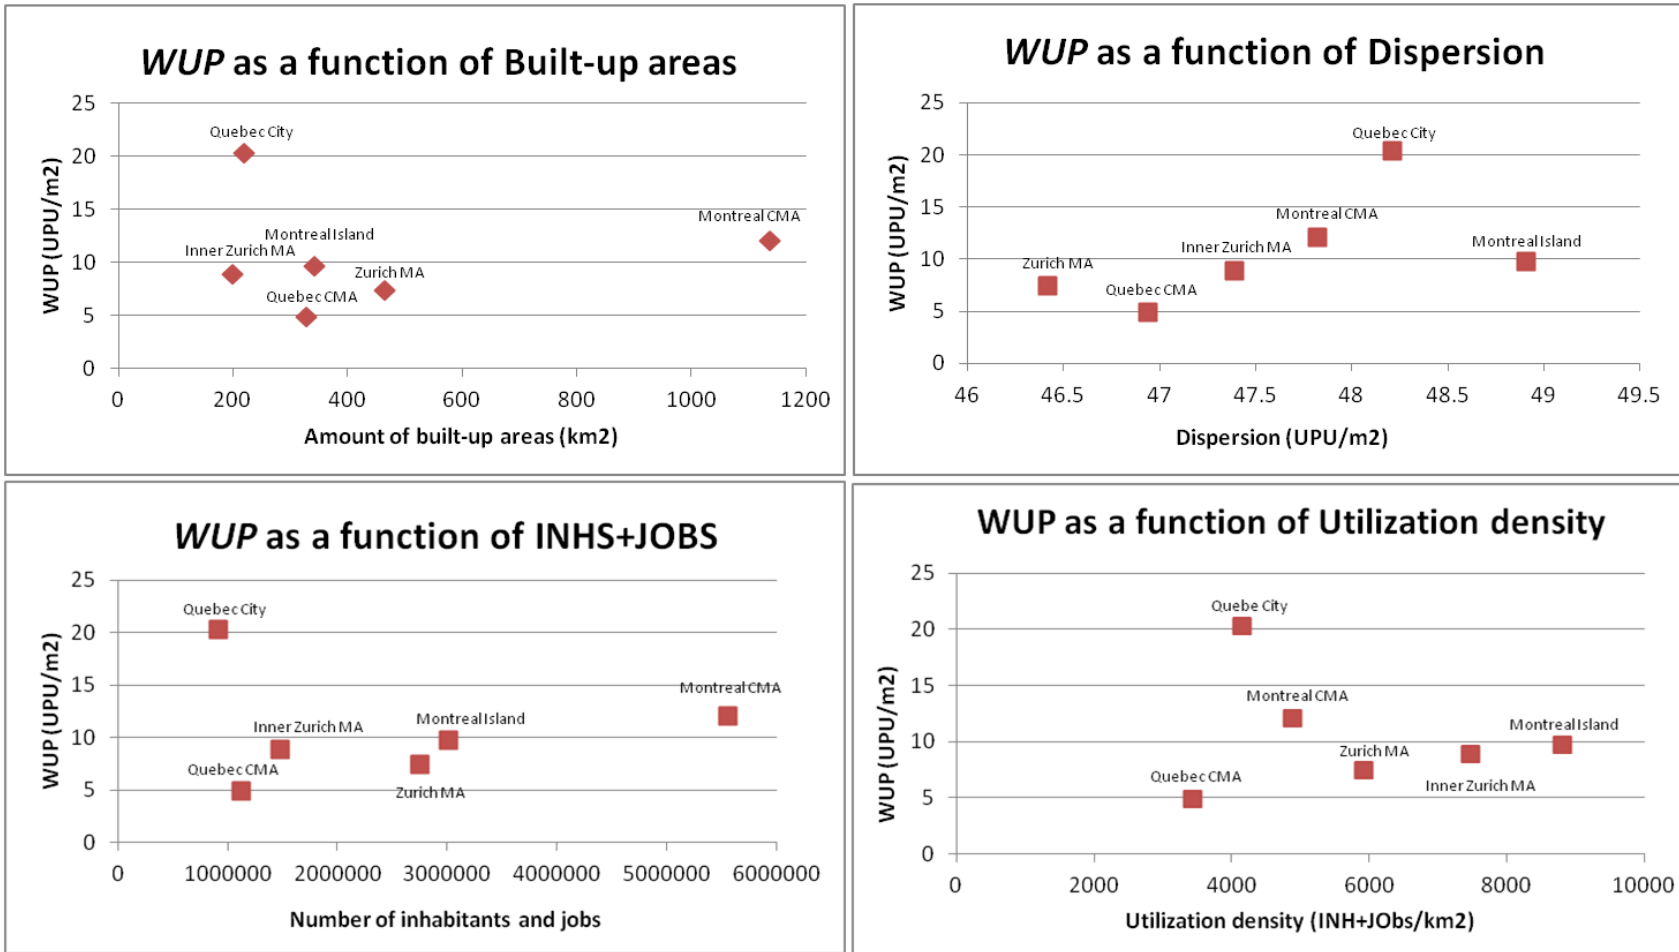 WUP as a function of Built-up areas
WUP (UPU/m2)
25
20
15
10
5
0
Quebec City
Montreal CMA
Montreal Island
Inner Zurich MA
Zurich MA
Quebec CMA
0 200 400 600 800 1000 1200
Amount of built-up areas (km2)
WUP as a function of Dispersion
WUP (UPU/m2)
25
20
15
10
5
0
Quebec City
Montreal CMA
Montreal Island
Inner Zurich MA
Zurich MA
Quebec CMA
46 46.5 47 47.5 48 48.5 49 49.5
Dispersion (UPU/m2)
WUP as a function of INHS+JOBS
WUP (UPU/m2)
25
20
15
10
5
0
Quebec City
Montreal CMA
Montreal Island
Inner Zurich MA
Quebec CMA
Zurich MA
0 1000000 2000000 3000000 4000000 5000000 6000000
Number of inhabitants and jobs
WUP as a function of Utilization density
WUP (UPU/m2)
25
20
15
10
5
0
Quebe City
Montreal CMA
Montreal Island
Zurich MA
Quebec CMA
Inner Zurich MA
0 2000 4000 6000 8000 10000
Utilization density (INH+JObs/km2)